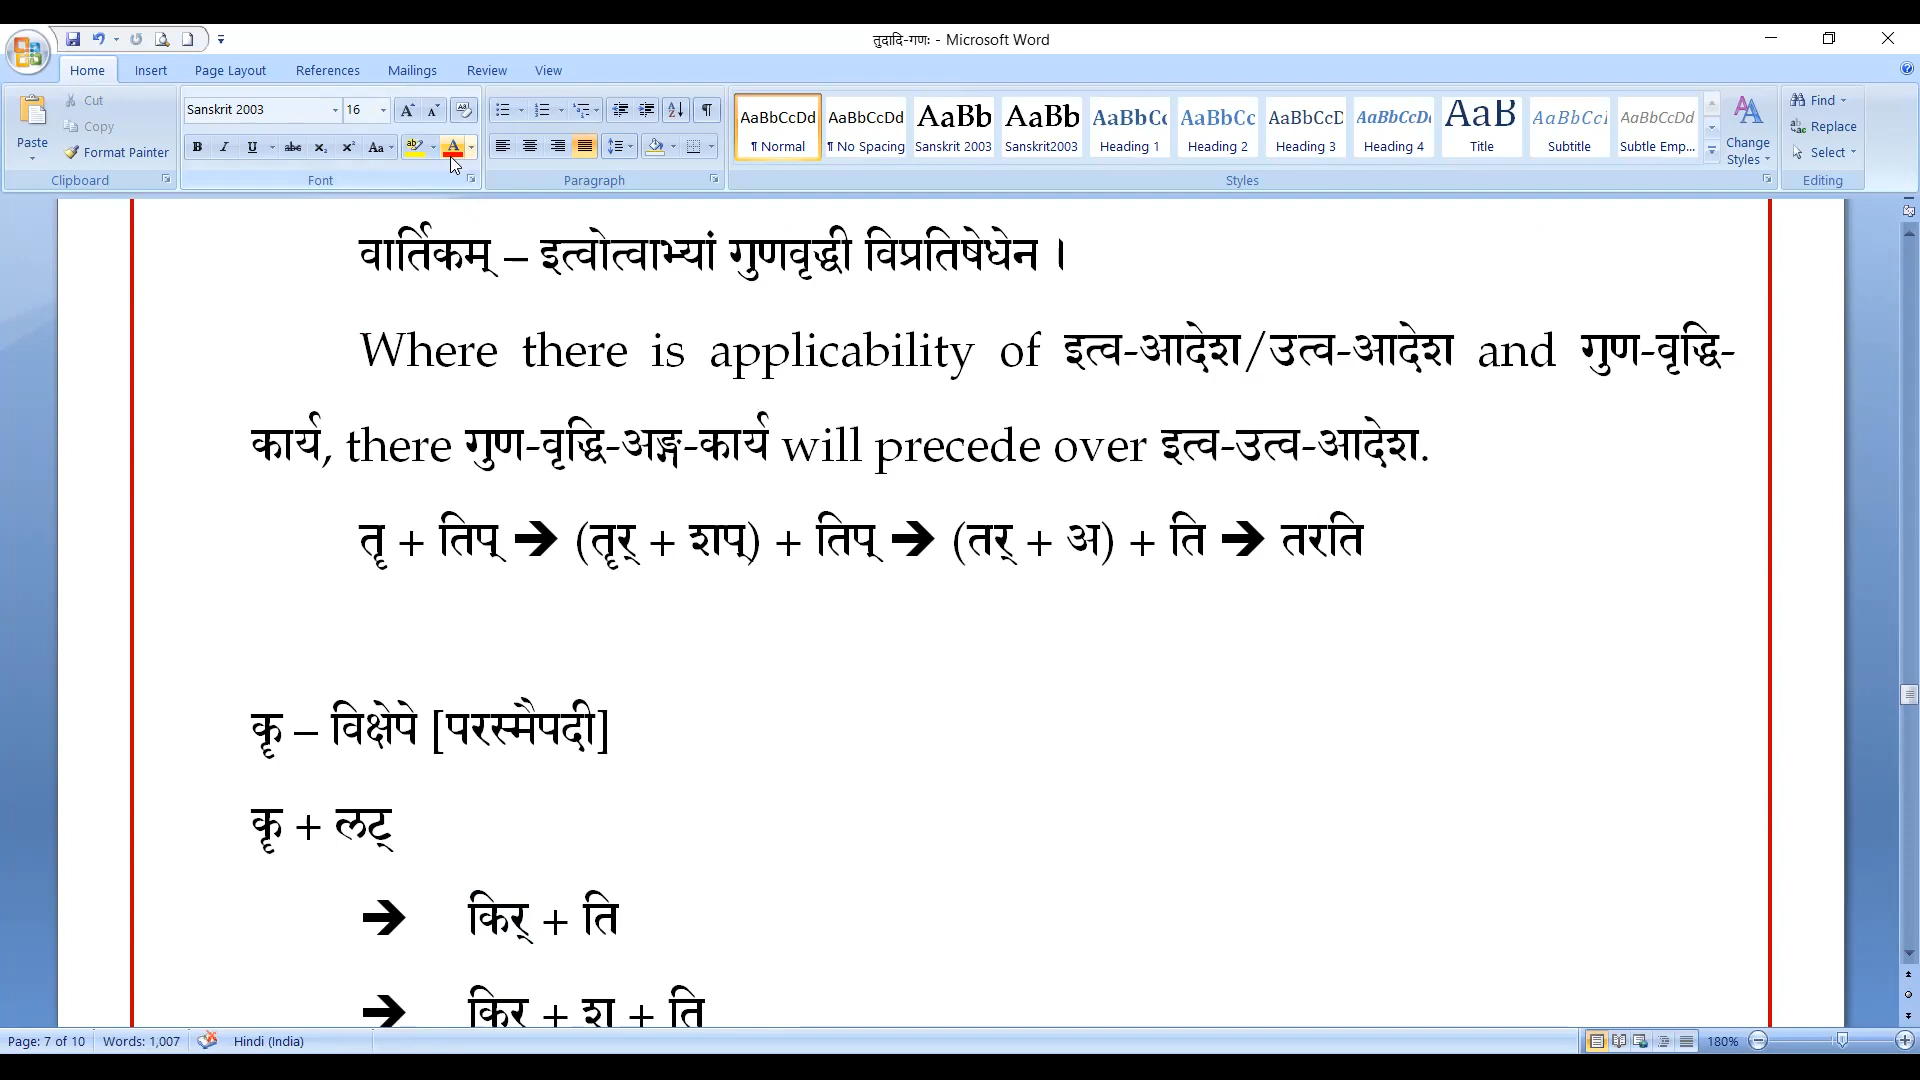 तुदादि-गणः - Microsoft Word
Home Insert Page Layout References Mailings Review View
Paste Cut Copy Format Painter Clipboard
Sanskrit 2003 16
Font
Paragraph
AaBbCcDd AaBbCcDd AaBb AaBb AaBbCc AaBbCc AaBbCcD AaBbCcDi AaB AaBbCcl AaBbCcDd
¶ Normal ¶ No Spacing Sanskrit 2003 Sanskrit2003 Heading 1 Heading 2 Heading 3 Heading 4 Title Subtitle Subtle Emp...
Change Styles
Styles
Find Replace Select Editing
वार्तिकम् – इत्वोत्वाभ्यां गुणवृद्धी विप्रतिषेधेन ।
Where there is applicability of इत्व-आदेश/उत्व-आदेश and गुण-वृद्धि-
कार्य, there गुण-वृद्धि-अङ्ग-कार्य will precede over इत्व-उत्व-आदेश.
तॄ + तिप् ➔ (तॄर् + शप्) + तिप् ➔ (तर् + अ) + ति ➔ तरति
कॄ – विक्षेपे [परस्मैपदी]
कॄ + लट्
➔ किर् + ति
➔ किर + श + ति
Page: 7 of 10 Words: 1,007 Hindi (India) 180%